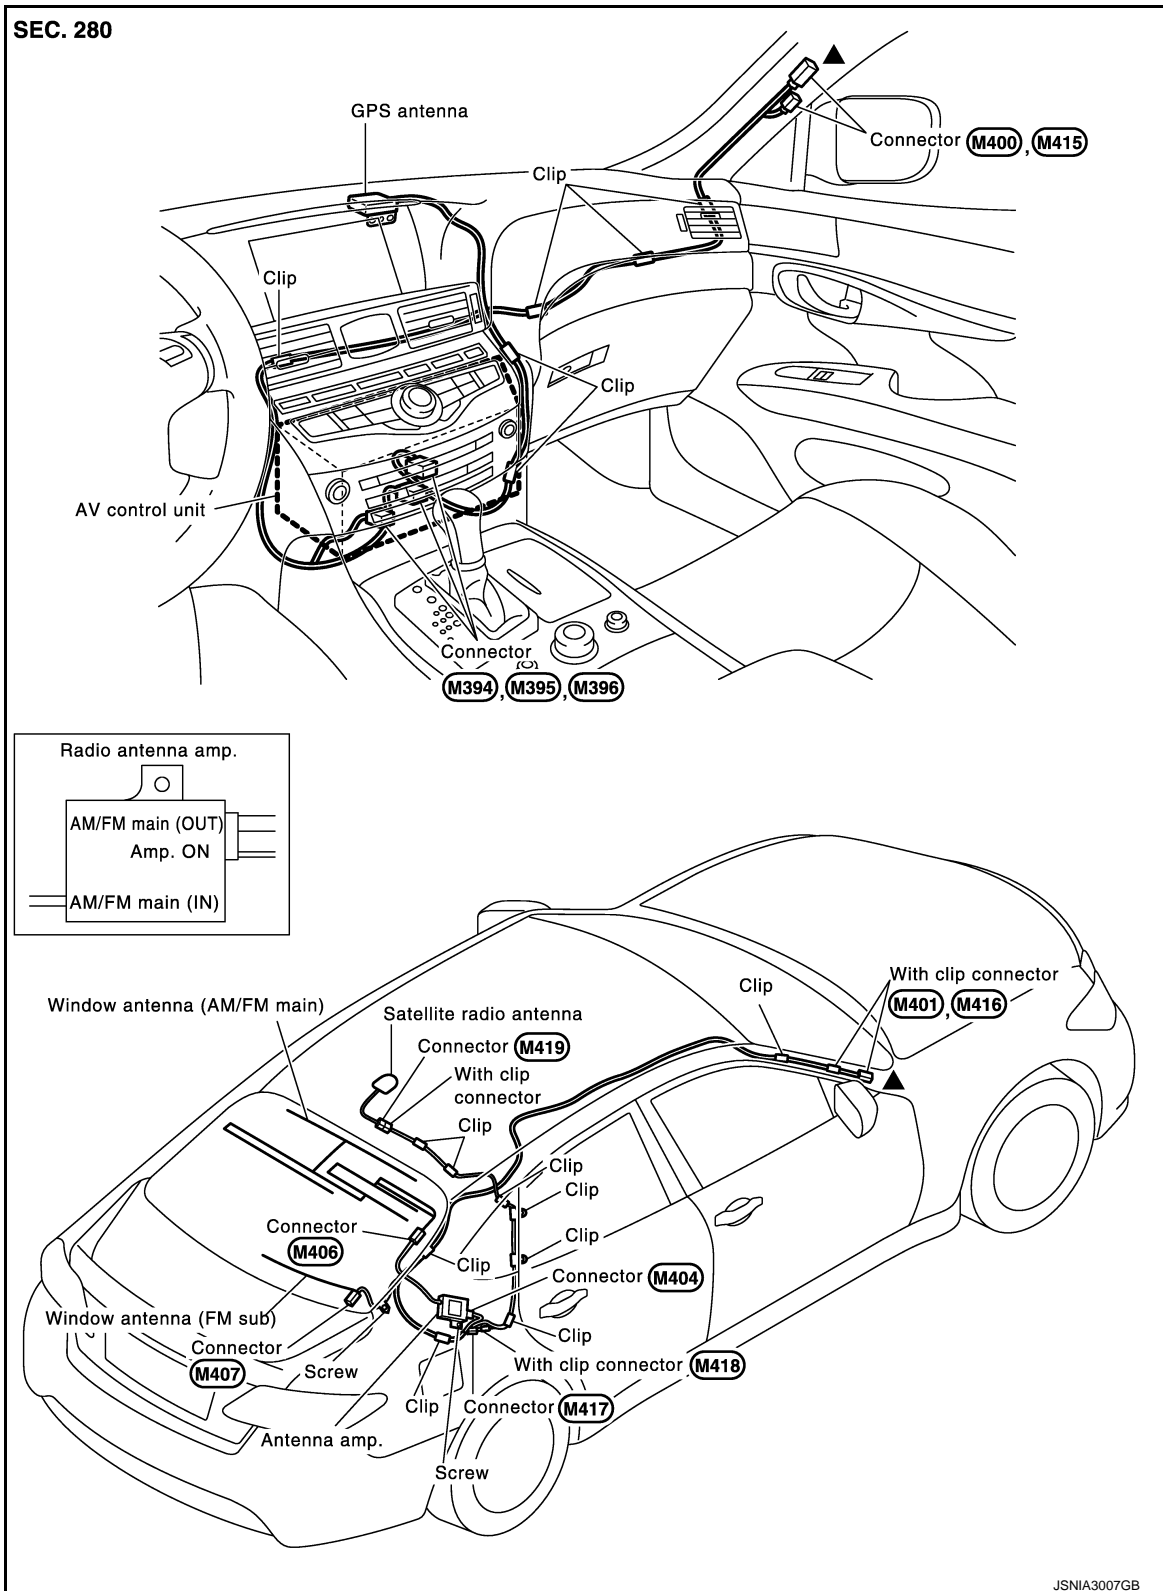 SEC. 280
GPS antenna
Connector M400, M415
Clip
Clip
Clip
AV control unit
Connector
M394, M395, M396
Radio antenna amp.
AM/FM main (OUT)
Amp. ON
AM/FM main (IN)
With clip connector
M401, M416
Clip
Window antenna (AM/FM main)
Satellite radio antenna
Connector M419
With clip
connector
Clip
Clip
Clip
Connector
M406
Clip
Clip
Connector M404
Window antenna (FM sub)
Clip
Connector
M407
Screw
With clip connector M418
Clip
Connector M417
Antenna amp.
Screw
JSNIA3007GB